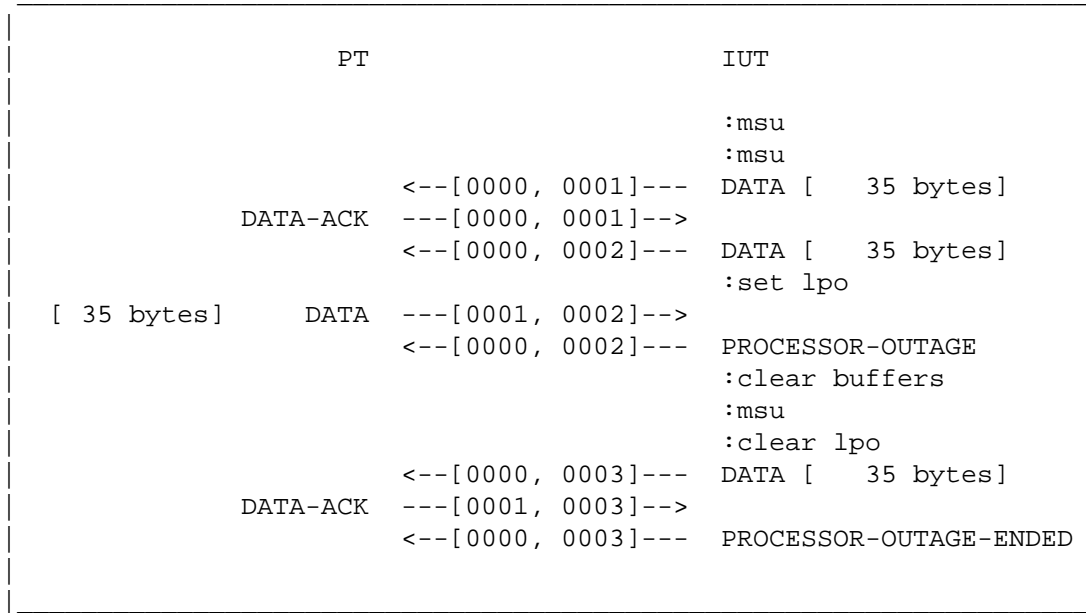 PT IUT
:msu
:msu
<--[0000, 0001]--- DATA [ 35 bytes]
DATA-ACK ---[0000, 0001]-->
<--[0000, 0002]--- DATA [ 35 bytes]
:set lpo
[ 35 bytes] DATA ---[0001, 0002]-->
<--[0000, 0002]--- PROCESSOR-OUTAGE
:clear buffers
:msu
:clear lpo
<--[0000, 0003]--- DATA [ 35 bytes]
DATA-ACK ---[0001, 0003]-->
<--[0000, 0003]--- PROCESSOR-OUTAGE-ENDED